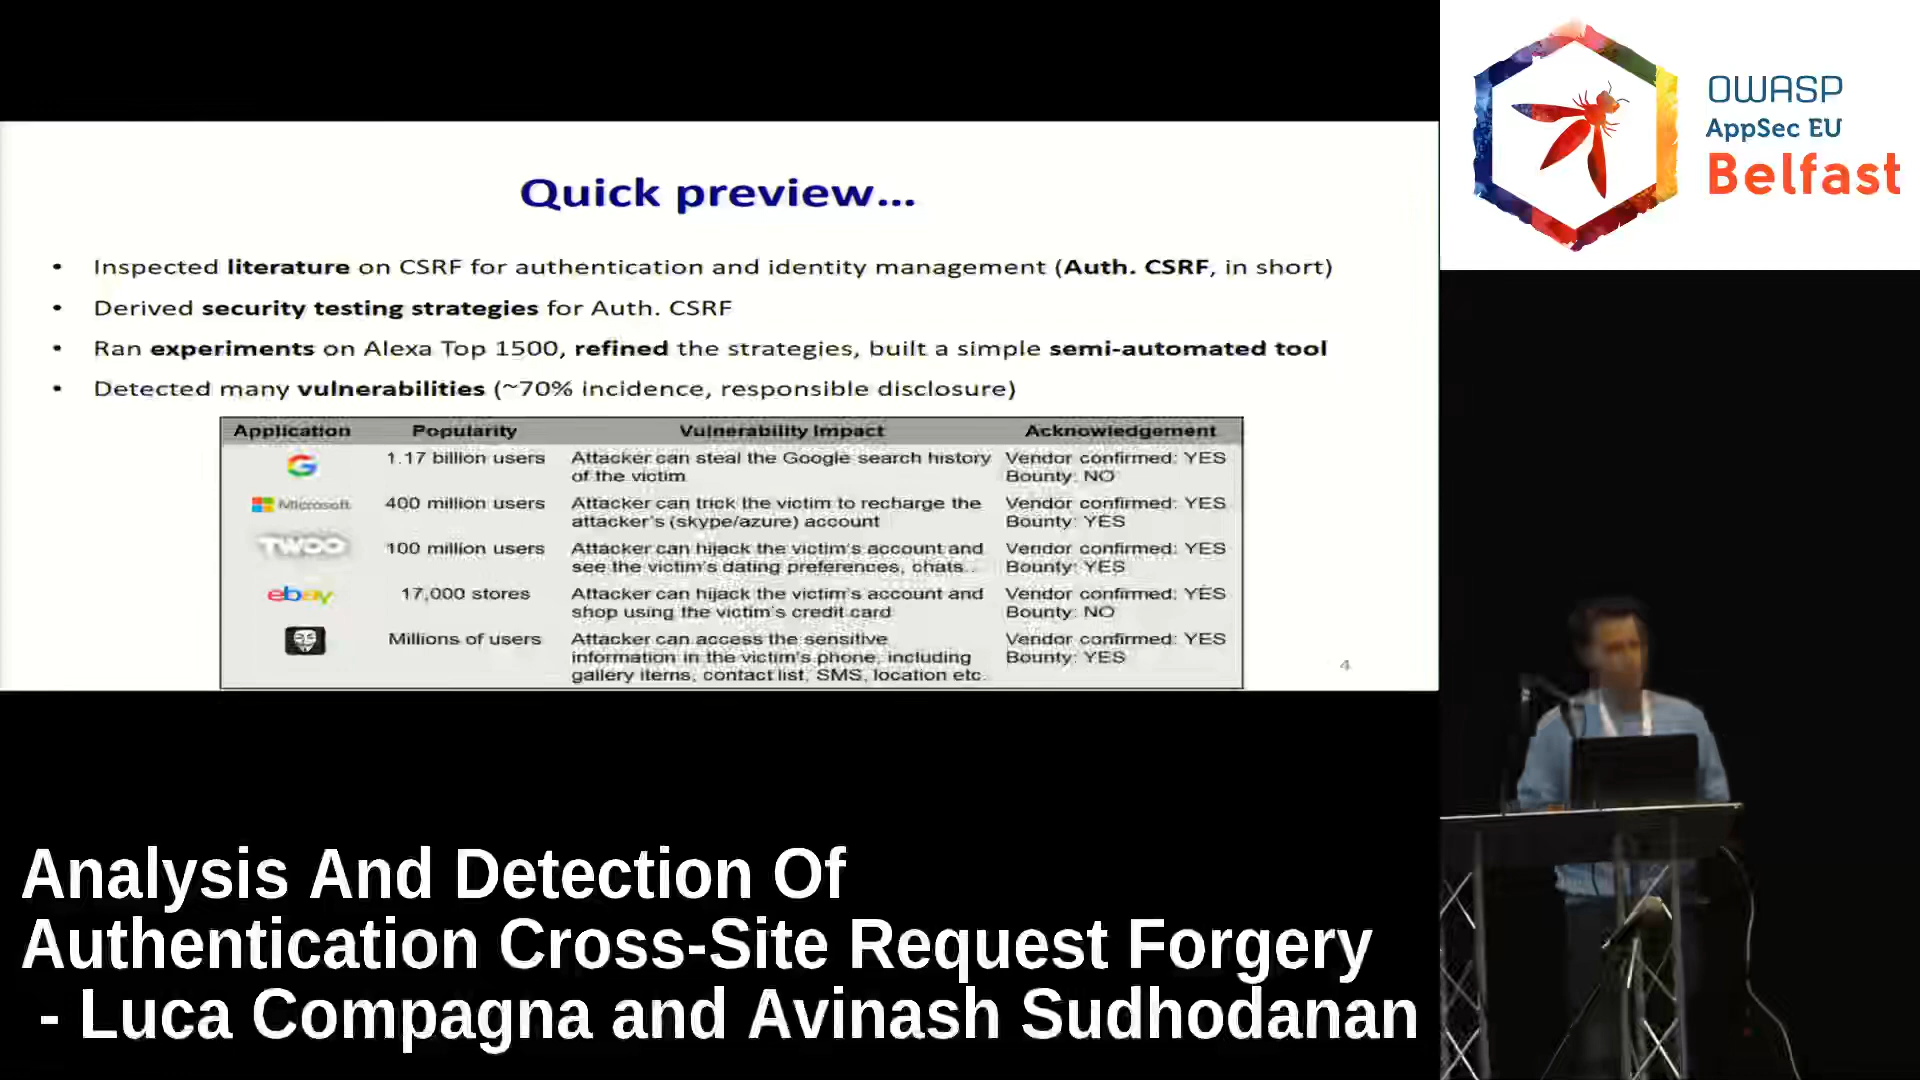 OWASP
AppSec EU
Belfast
Quick preview...
• Inspected literature on CSRF for authentication and identity management (Auth. CSRF, in short)
• Derived security testing strategies for Auth. CSRF
• Ran experiments on Alexa Top 1500, refined the strategies, built a simple semi-automated tool
• Detected many vulnerabilities (~70% incidence, responsible disclosure)
Application Popularity Vulnerability Impact Acknowledgement
G 1.17 billion users Attacker can steal the Google search history Vendor confirmed: YES
of the victim Bounty: NO
Microsoft 400 million users Attacker can trick the victim to recharge the Vendor confirmed: YES
attacker's (skype/azure) account Bounty: YES
TWOO 100 million users Attacker can hijack the victim's account and Vendor confirmed: YES
see the victim's dating preferences, chats.. Bounty: YES
ebay 17,000 stores Attacker can hijack the victim's account and Vendor confirmed: YES
shop using the victim's credit card Bounty: NO
Millions of users Attacker can access the sensitive Vendor confirmed: YES
information in the victim's phone, including Bounty: YES
gallery items, contact list, SMS, location etc.
4
Analysis And Detection Of
Authentication Cross-Site Request Forgery
- Luca Compagna and Avinash Sudhodanan